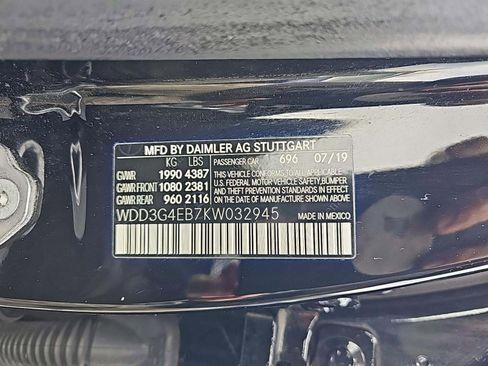 MFD BY DAIMLER AG STUTTGART
KG LBS PASSENGER CAR 696 07/19
GVWR 1990 4387 THIS VEHICLE CONFORMS TO ALL APPLICABLE
GAWR FRONT 1080 2381 U.S. FEDERAL MOTOR VEHICLE SAFETY, BUMPER
GAWR REAR 960 2116 AND THEFT PREVENTION STANDARDS IN EFFECT
ON THE DATE OF MANUFACTURE SHOWN ABOVE.
WDD3G4EB7KW032945 MADE IN MEXICO